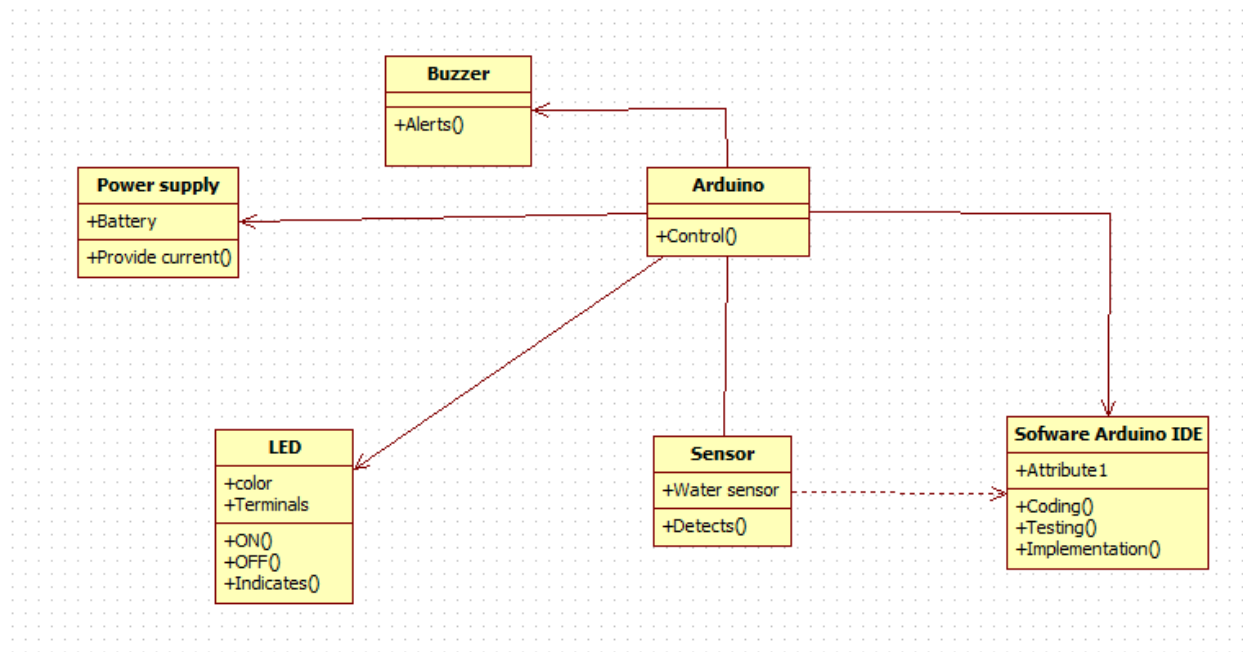 Buzzer
+Alerts()
Power supply
+Battery
+Provide current()
Arduino
+Control()
LED
+color
+Terminals
+ON()
+OFF()
+Indicates()
Sensor
+Water sensor
+Detects()
Sofware Arduino IDE
+Attribute1
+Coding()
+Testing()
+Implementation()